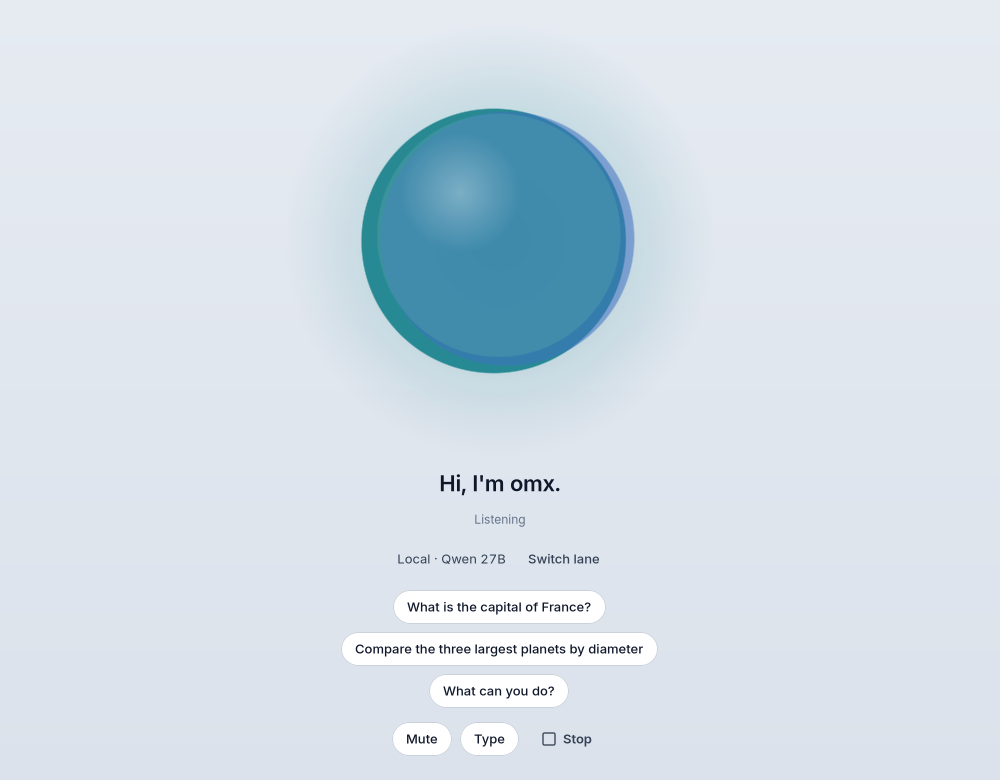 Hi, I'm omx.
Listening
Local · Qwen 27B Switch lane
What is the capital of France?
Compare the three largest planets by diameter
What can you do?
Mute Type Stop